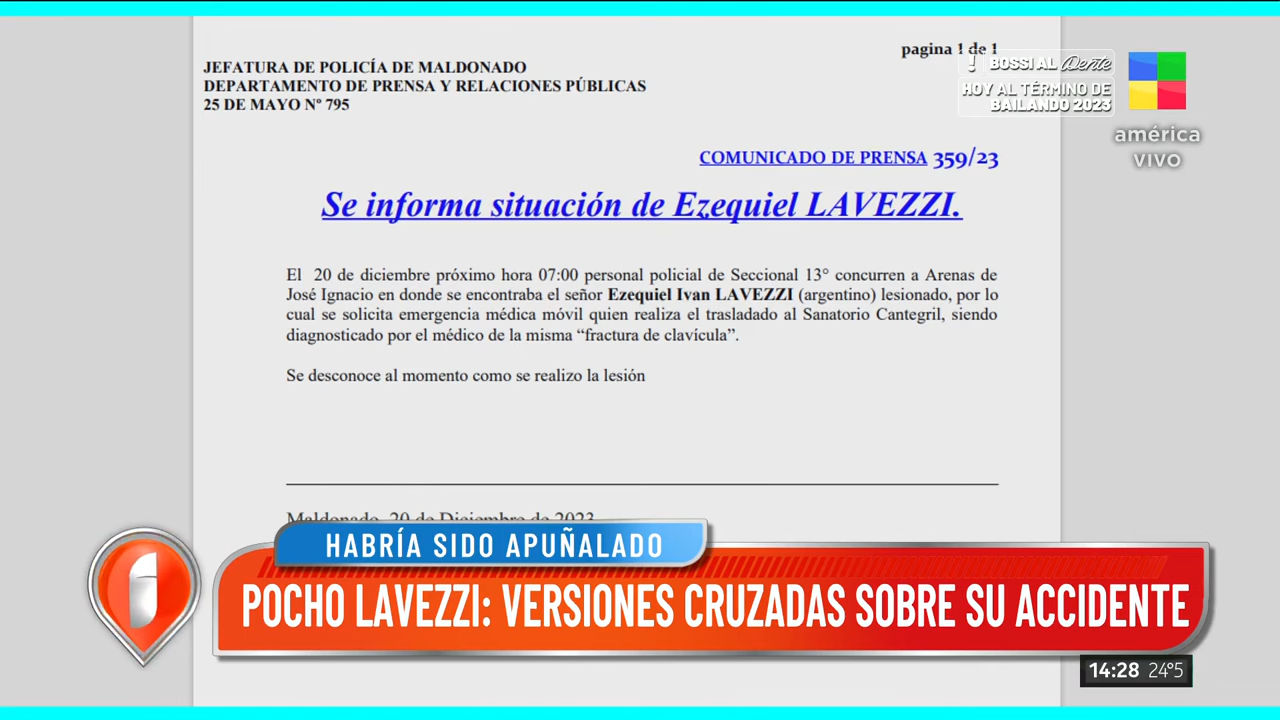 pagina 1 de 1
JEFATURA DE POLICÍA DE MALDONADO
DEPARTAMENTO DE PRENSA Y RELACIONES PÚBLICAS
25 DE MAYO Nº 795
! BOSSI AL Dente
HOY AL TÉRMINO DE
BAILANDO 2023
américa
VIVO
COMUNICADO DE PRENSA 359/23
Se informa situación de Ezequiel LAVEZZI.
El 20 de diciembre próximo hora 07:00 personal policial de Seccional 13° concurren a Arenas de
José Ignacio en donde se encontraba el señor Ezequiel Ivan LAVEZZI (argentino) lesionado, por lo
cual se solicita emergencia médica móvil quien realiza el trasladado al Sanatorio Cantegril, siendo
diagnosticado por el médico de la misma “fractura de clavícula”.
Se desconoce al momento como se realizo la lesión
Maldonado, 20 de Diciembre de 2023
HABRÍA SIDO APUÑALADO
POCHO LAVEZZI: VERSIONES CRUZADAS SOBRE SU ACCIDENTE
14:28 24°5